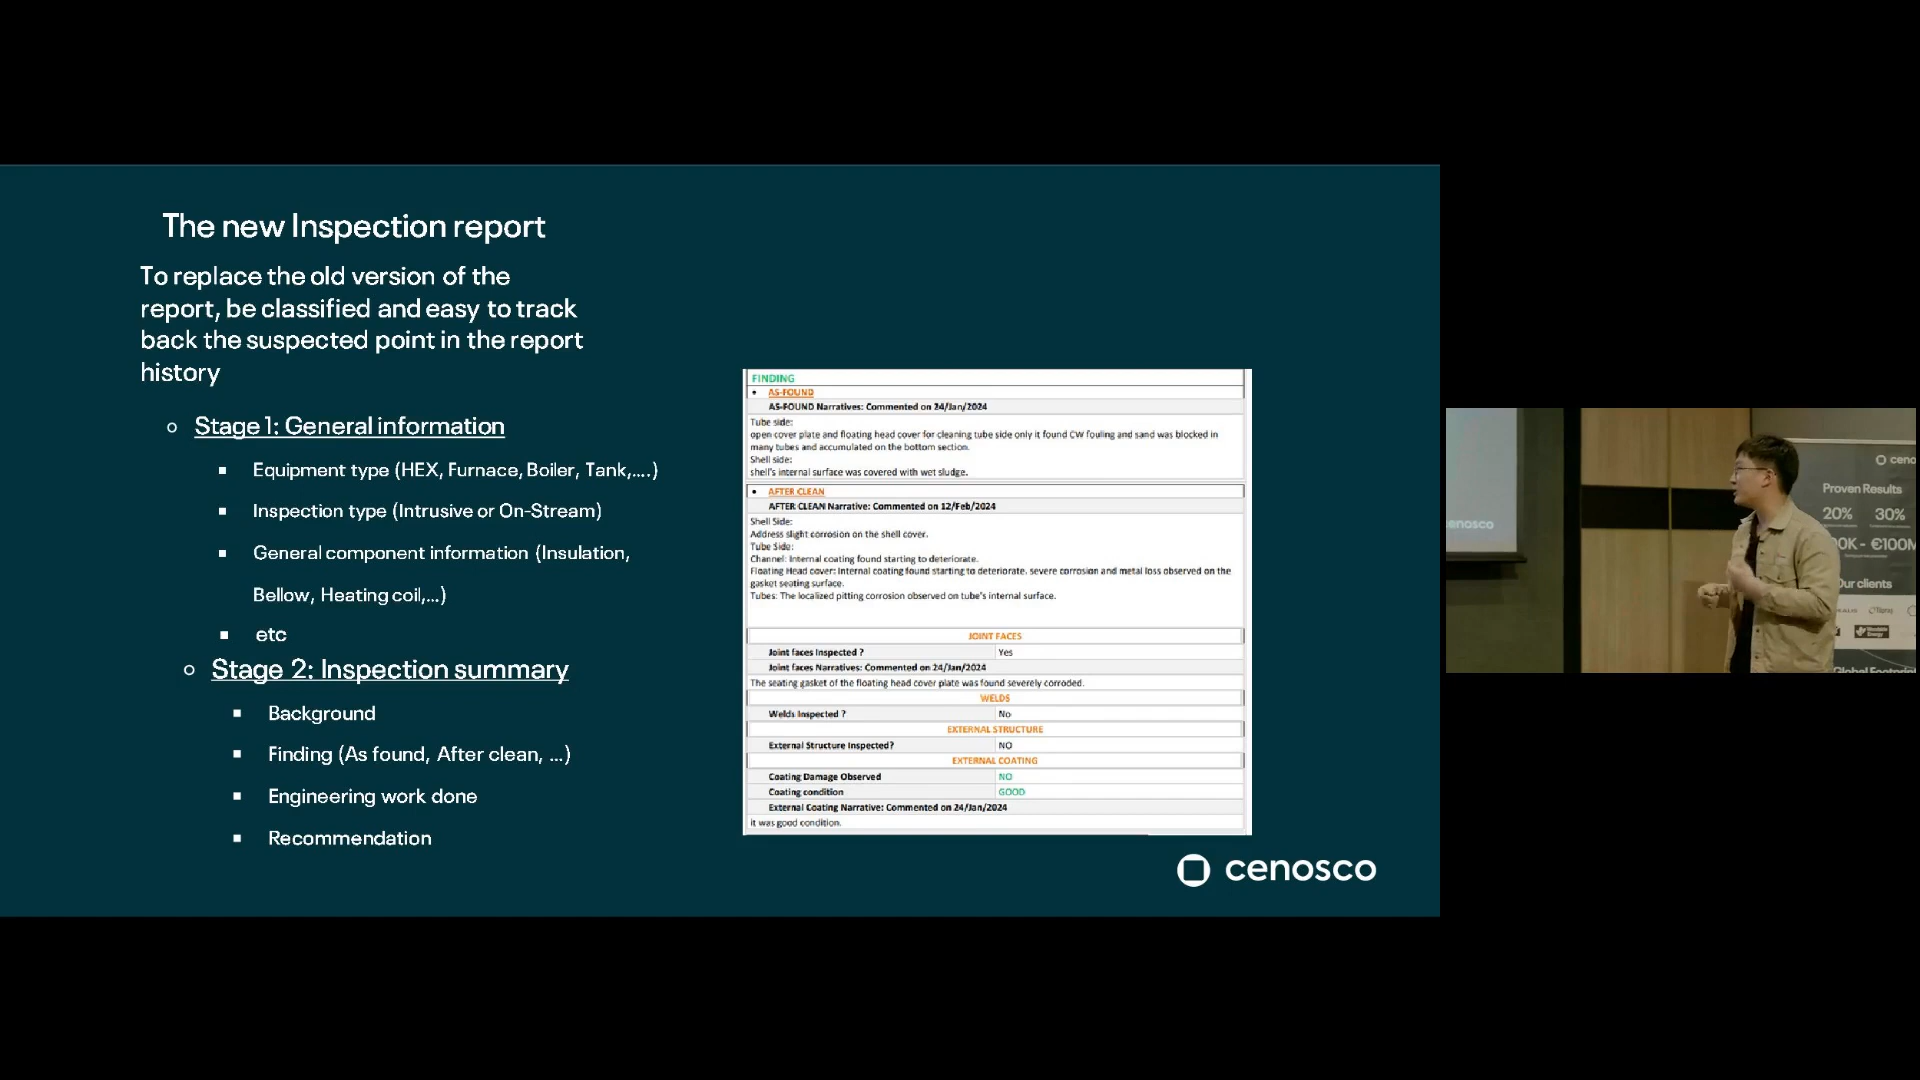 The new Inspection report
To replace the old version of the
report, be classified and easy to track
back the suspected point in the report
history
Stage 1: General information
Equipment type (HEX, Furnace, Boiler, Tank,....)
Inspection type (Intrusive or On-Stream)
General component information (Insulation,
Bellow, Heating coil,...)
etc
Stage 2: Inspection summary
Background
Finding (As found, After clean, ...)
Engineering work done
Recommendation
FINDING
AS-FOUND
AS-FOUND Narratives: Commented on 24/Jan/2024
Tube side:
open cover plate and floating head cover for cleaning tube side only it found CW fouling and sand was blocked in
many tubes and accumulated on the bottom section.
Shell side:
shell's internal surface was covered with wet sludge.
AFTER CLEAN
AFTER CLEAN Narrative: Commented on 12/Feb/2024
Shell Side:
Address slight corrosion on the shell cover.
Tube Side:
Channel: Internal coating found starting to deteriorate.
Floating Head cover: Internal coating found starting to deteriorate. severe corrosion and metal loss observed on the
gasket seating surface.
Tubes: The localized pitting corrosion observed on tube's internal surface.
JOINT FACES
Joint faces Inspected ? Yes
Joint faces Narratives: Commented on 24/Jan/2024
The seating gasket of the floating head cover plate was found severely corroded.
WELDS
Welds Inspected ? No
EXTERNAL STRUCTURE
External Structure Inspected? NO
EXTERNAL COATING
Coating Damage Observed NO
Coating condition GOOD
External Coating Narrative: Commented on 24/Jan/2024
it was good condition.
cenosco
enosco
ceno
Proven Results
20% 30%
00K - €100M
Our clients
Global Footprint